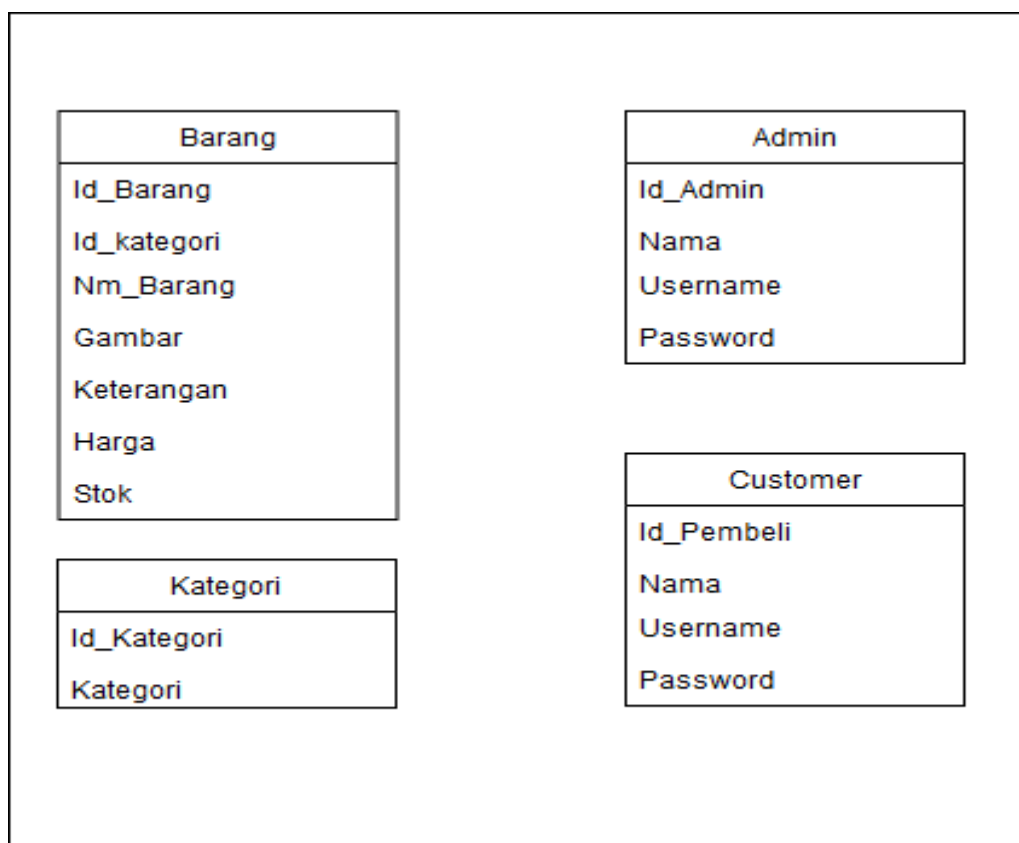 Barang
Id_Barang
Id_kategori
Nm_Barang
Gambar
Keterangan
Harga
Stok
Kategori
Id_Kategori
Kategori
Admin
Id_Admin
Nama
Username
Password
Customer
Id_Pembeli
Nama
Username
Password